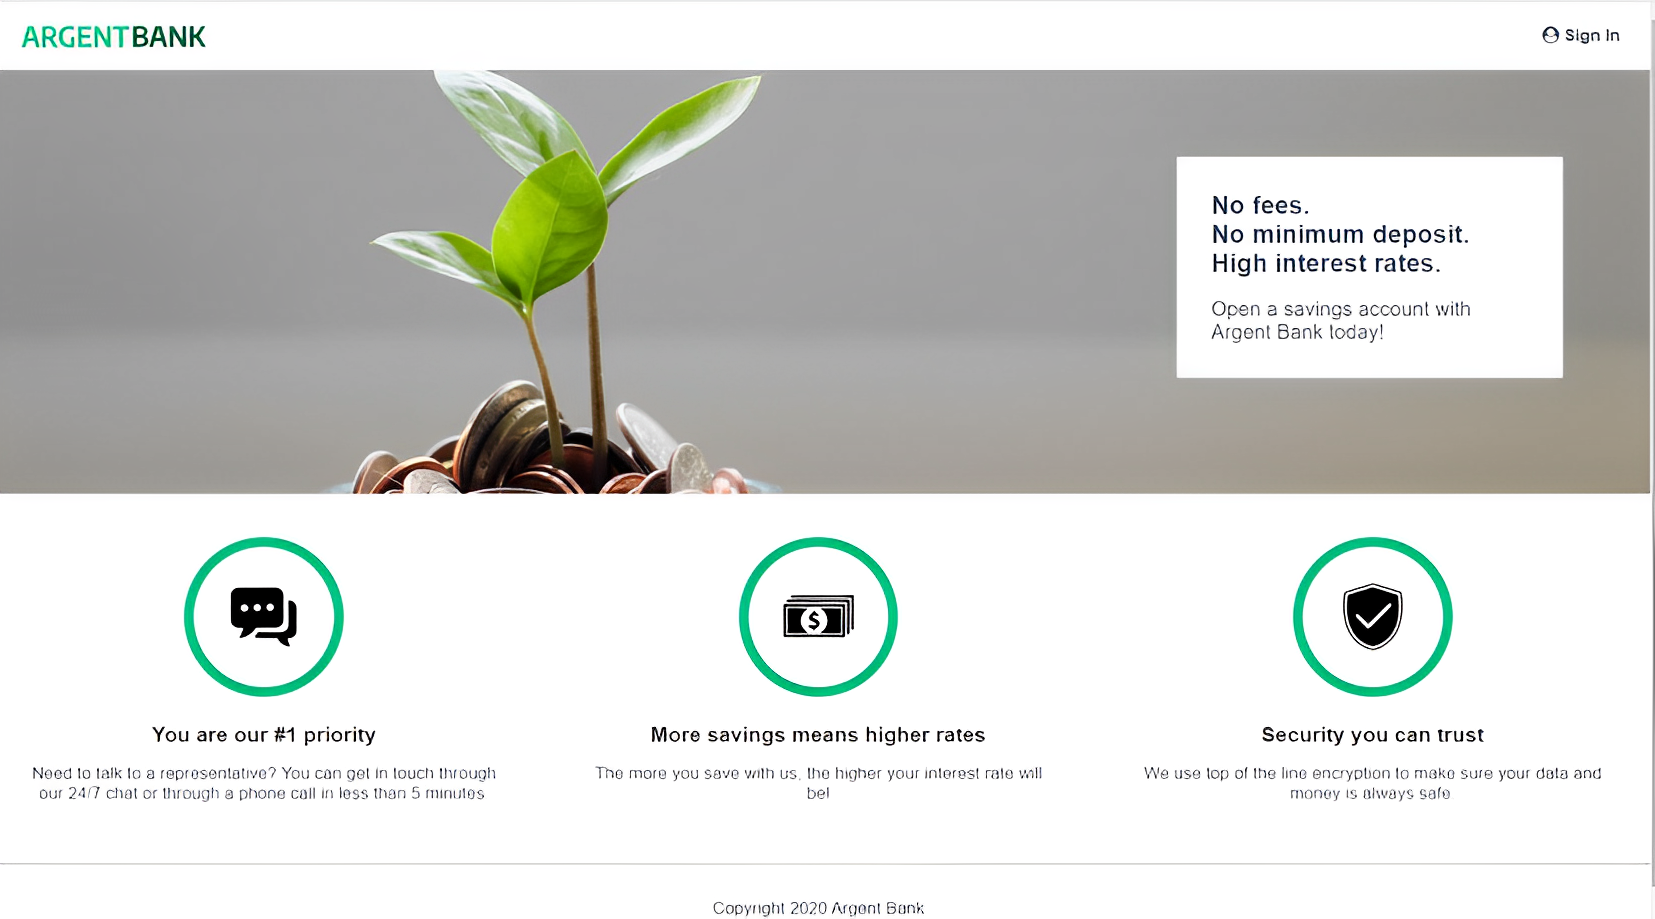 ARGENTBANK
Sign In
No fees.
No minimum deposit.
High interest rates.
Open a savings account with
Argent Bank today!
You are our #1 priority
Need to talk to a representative? You can get in touch through
our 24/7 chat or through a phone call in less than 5 minutes
More savings means higher rates
The more you save with us, the higher your interest rate will
be!
Security you can trust
We use top of the line encryption to make sure your data and
money is always safe
Copyright 2020 Argent Bank